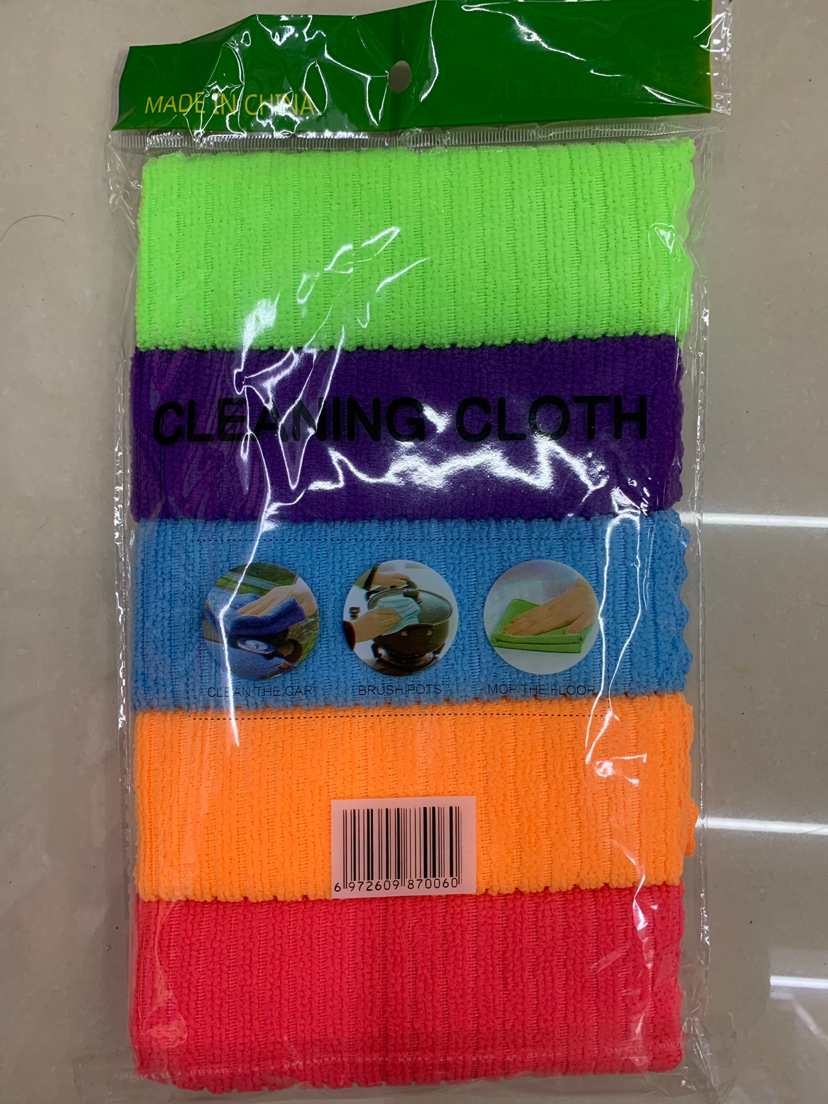 MADE IN CHINA
CLEANING CLOTH
CLEAN THE CAR
BRUSH POTS
MOP THE FLOOR
6 972609 870060